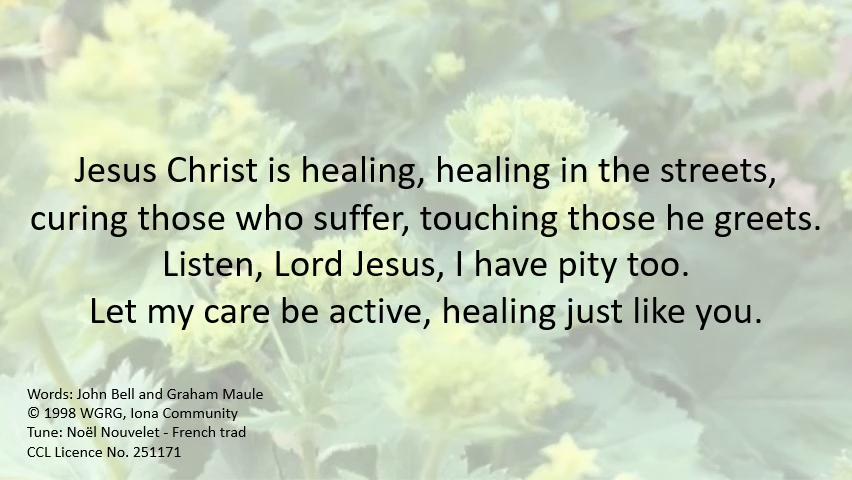 Jesus Christ is healing, healing in the streets,
curing those who suffer, touching those he greets.
Listen, Lord Jesus, I have pity too.
Let my care be active, healing just like you.
Words: John Bell and Graham Maule
© 1998 WGRG, Iona Community
Tune: Noël Nouvelet - French trad
CCL Licence No. 251171